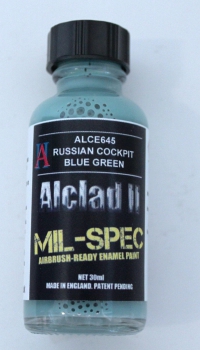 ALCE645
RUSSIAN COCKPIT
BLUE GREEN
Alclad II
MIL-SPEC
AIRBRUSH-READY ENAMEL PAINT
NET 30ml
MADE IN ENGLAND. PATENT PENDING